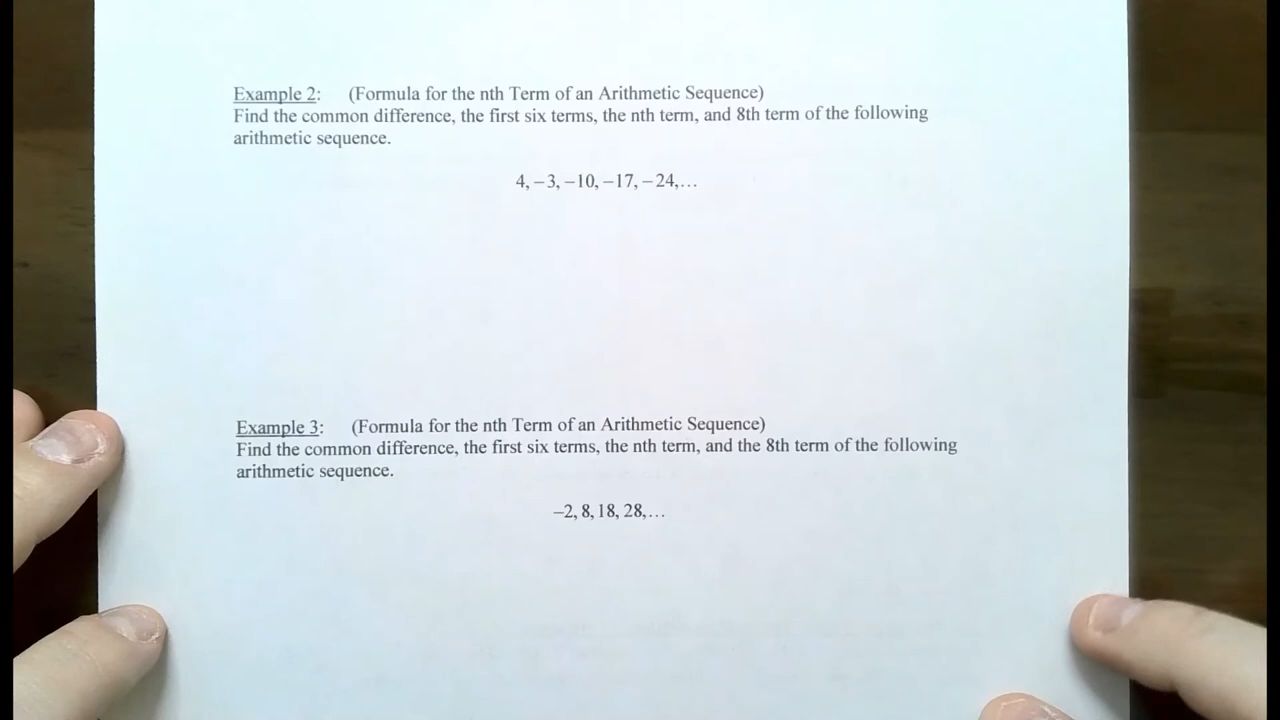 Example 2: (Formula for the nth Term of an Arithmetic Sequence)
Find the common difference, the first six terms, the nth term, and 8th term of the following
arithmetic sequence.
4, −3, −10, −17, −24,…
Example 3: (Formula for the nth Term of an Arithmetic Sequence)
Find the common difference, the first six terms, the nth term, and the 8th term of the following
arithmetic sequence.
−2, 8, 18, 28,…